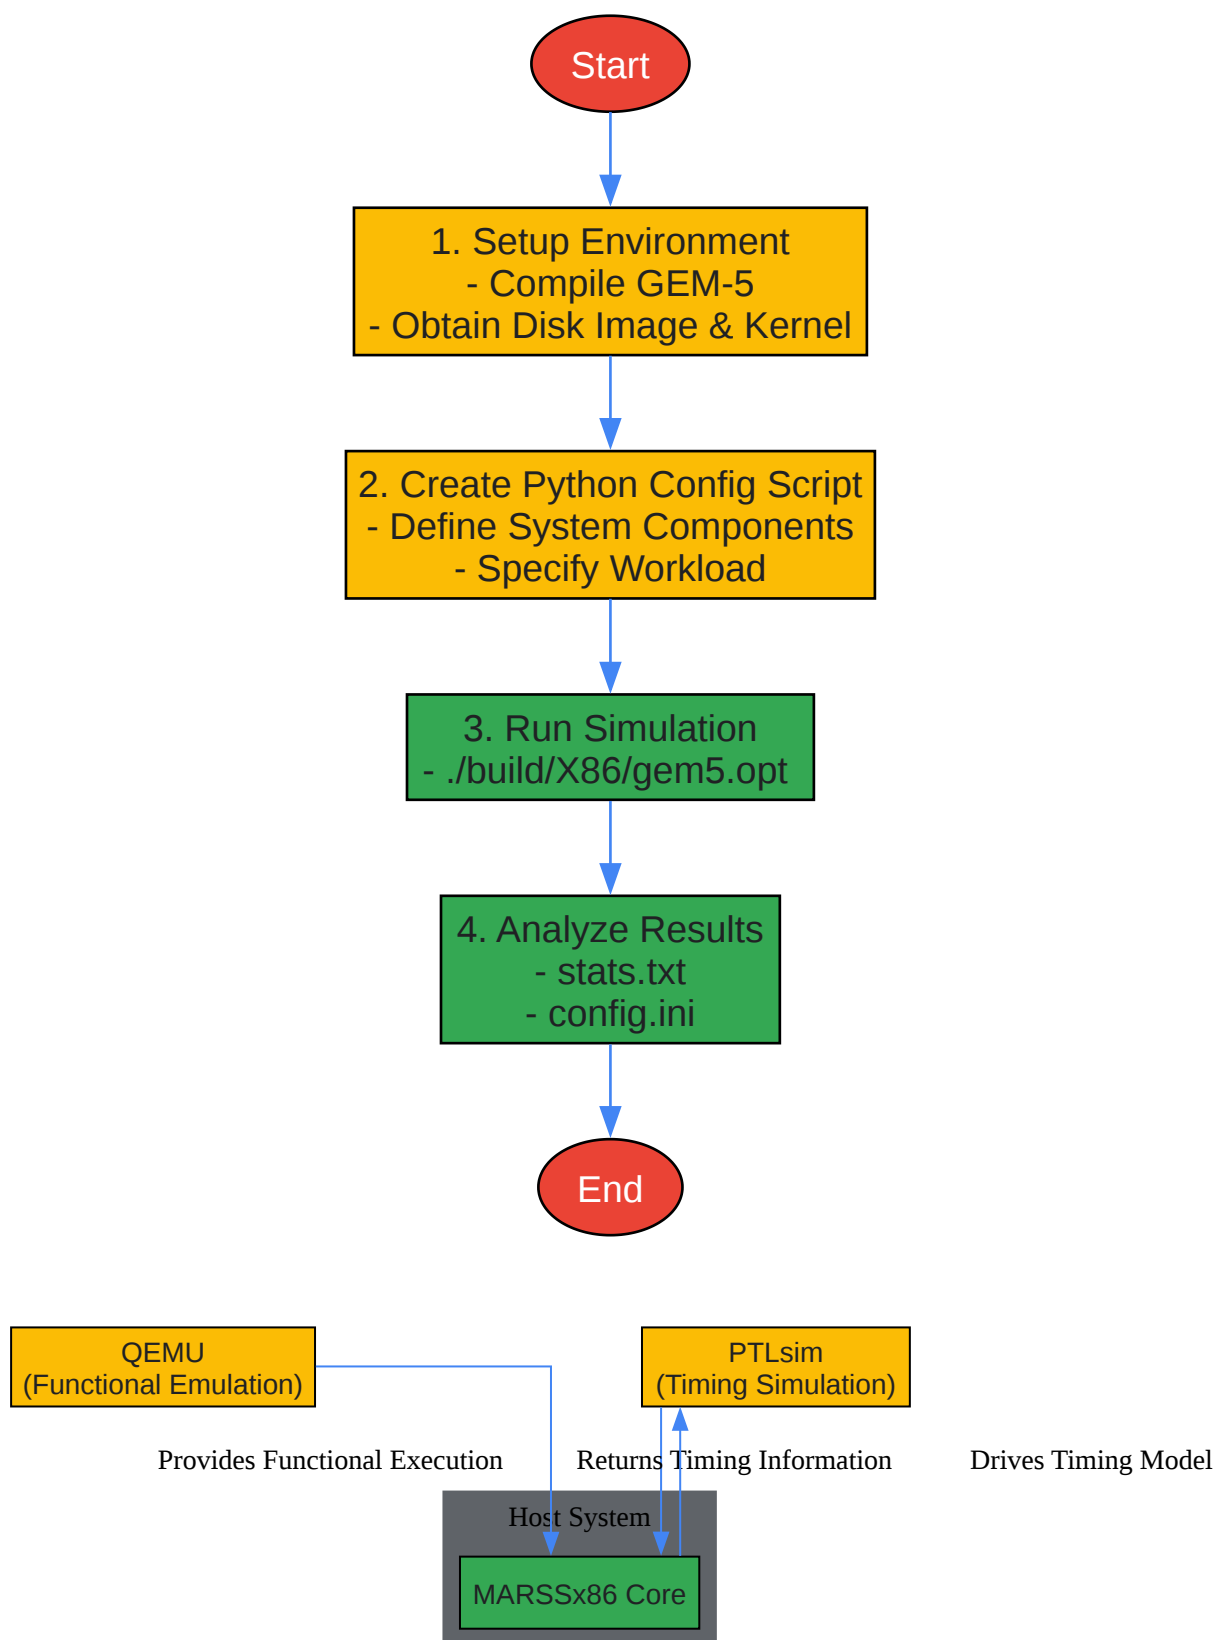 Start
1. Setup Environment
- Compile GEM-5
- Obtain Disk Image & Kernel
2. Create Python Config Script
- Define System Components
- Specify Workload
3. Run Simulation
- ./build/X86/gem5.opt
4. Analyze Results
- stats.txt
- config.ini
End
QEMU
(Functional Emulation)
PTLsim
(Timing Simulation)
Provides Functional Execution
Returns Timing Information
Drives Timing Model
Host System
MARSSx86 Core